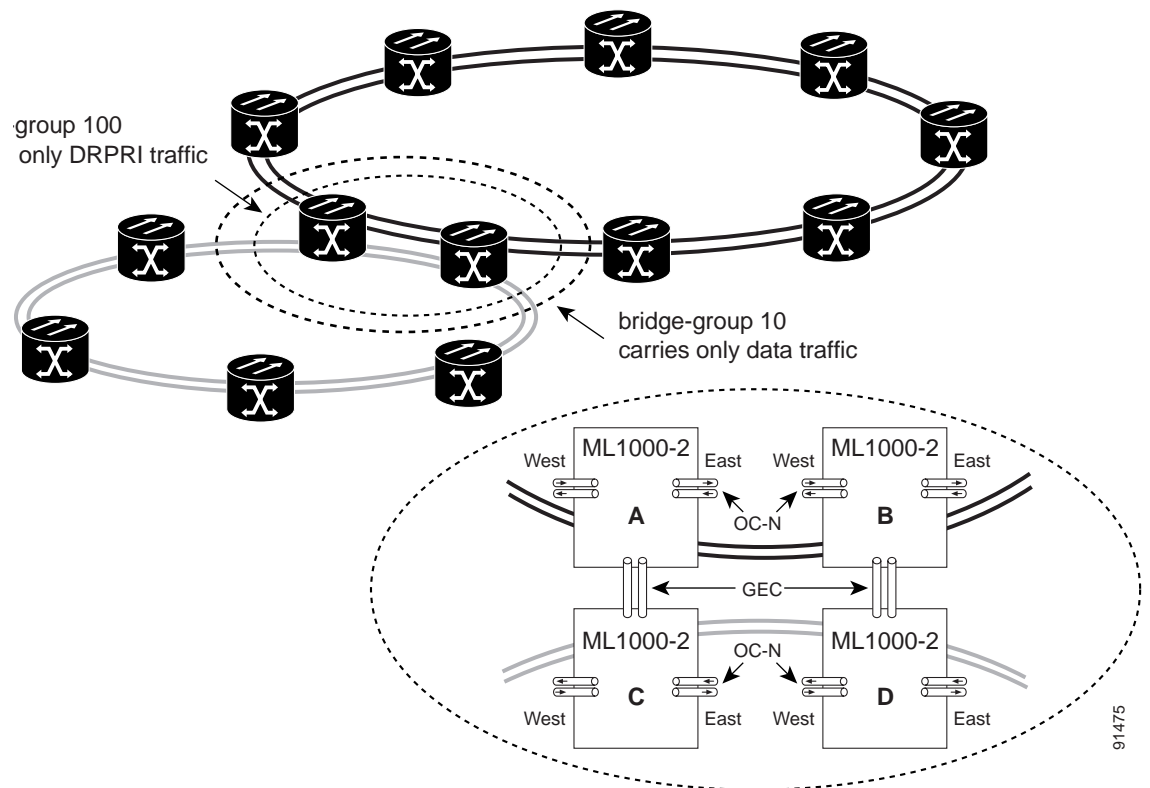 -group 100
only DRPRI traffic
bridge-group 10
carries only data traffic
ML1000-2
ML1000-2
West
East
West
East
OC-N
A
B
GEC
ML1000-2
ML1000-2
OC-N
C
D
West
East
West
East
91475